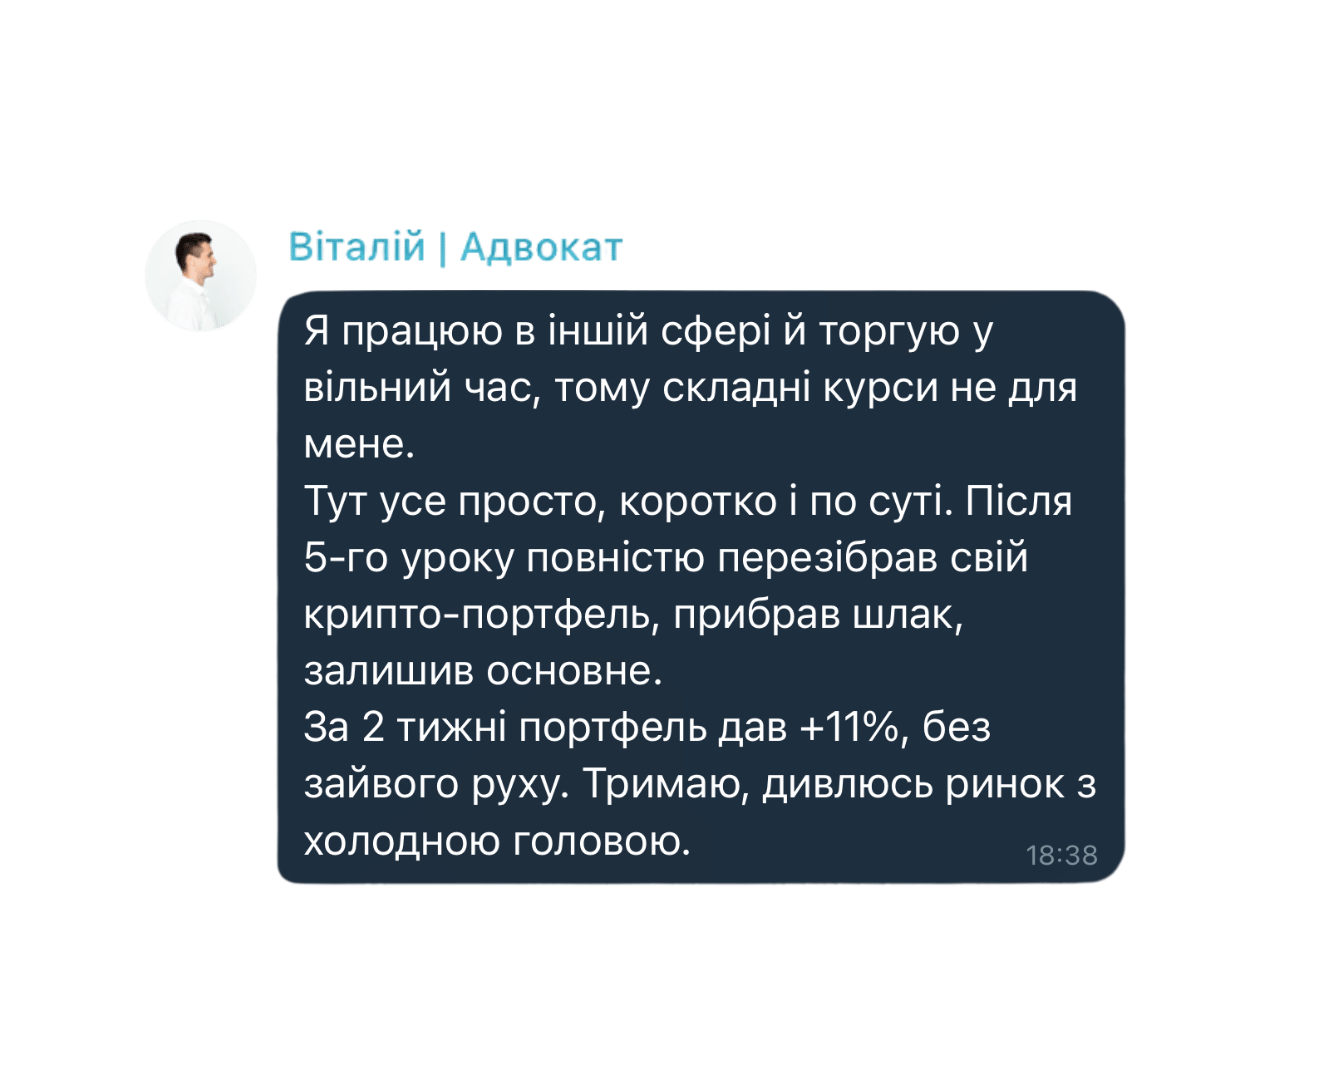 Віталій | Адвокат
Я працюю в іншій сфері й торгую у
вільний час, тому складні курси не для
мене.
Тут усе просто, коротко і по суті. Після
5-го уроку повністю перезібрав свій
крипто-портфель, прибрав шлак,
залишив основне.
За 2 тижні портфель дав +11%, без
зайвого руху. Тримаю, дивлюсь ринок з
холодною головою.
18:38